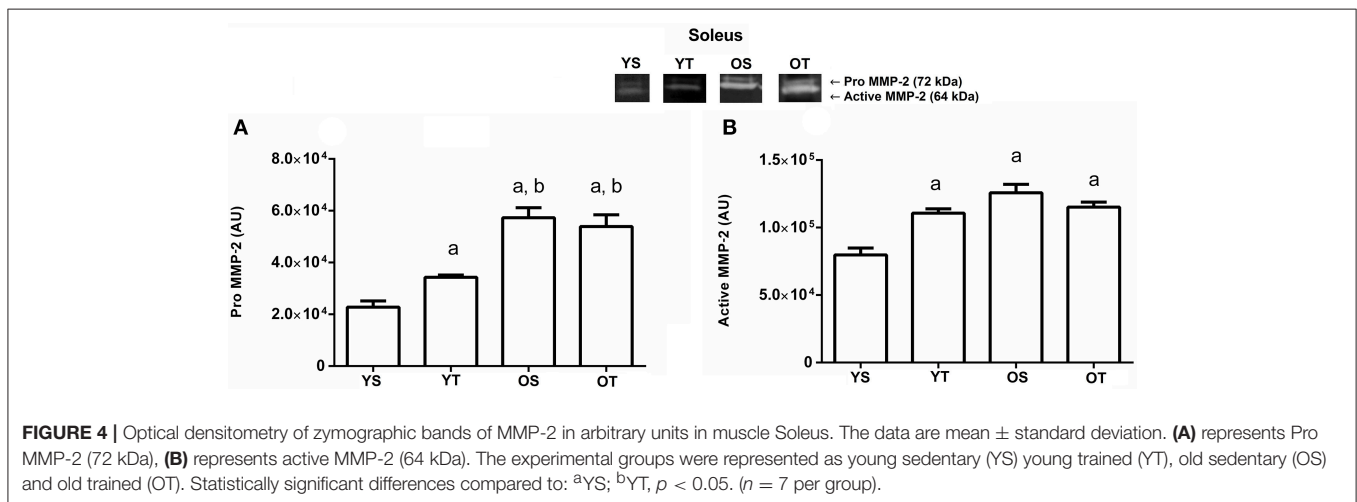 Soleus
YS YT OS OT
← Pro MMP-2 (72 kDa)
← Active MMP-2 (64 kDa)
A
Pro MMP-2 (AU)
8.0×10⁴
6.0×10⁴
4.0×10⁴
2.0×10⁴
0
a
a, b
a, b
YS YT OS OT
B
Active MMP-2 (AU)
1.5×10⁵
1.0×10⁵
5.0×10⁴
0
a
a
a
YS YT OS OT
FIGURE 4 | Optical densitometry of zymographic bands of MMP-2 in arbitrary units in muscle Soleus. The data are mean ± standard deviation. (A) represents Pro
MMP-2 (72 kDa), (B) represents active MMP-2 (64 kDa). The experimental groups were represented as young sedentary (YS) young trained (YT), old sedentary (OS)
and old trained (OT). Statistically significant differences compared to: ᵃYS; ᵇYT, p < 0.05. (n = 7 per group).